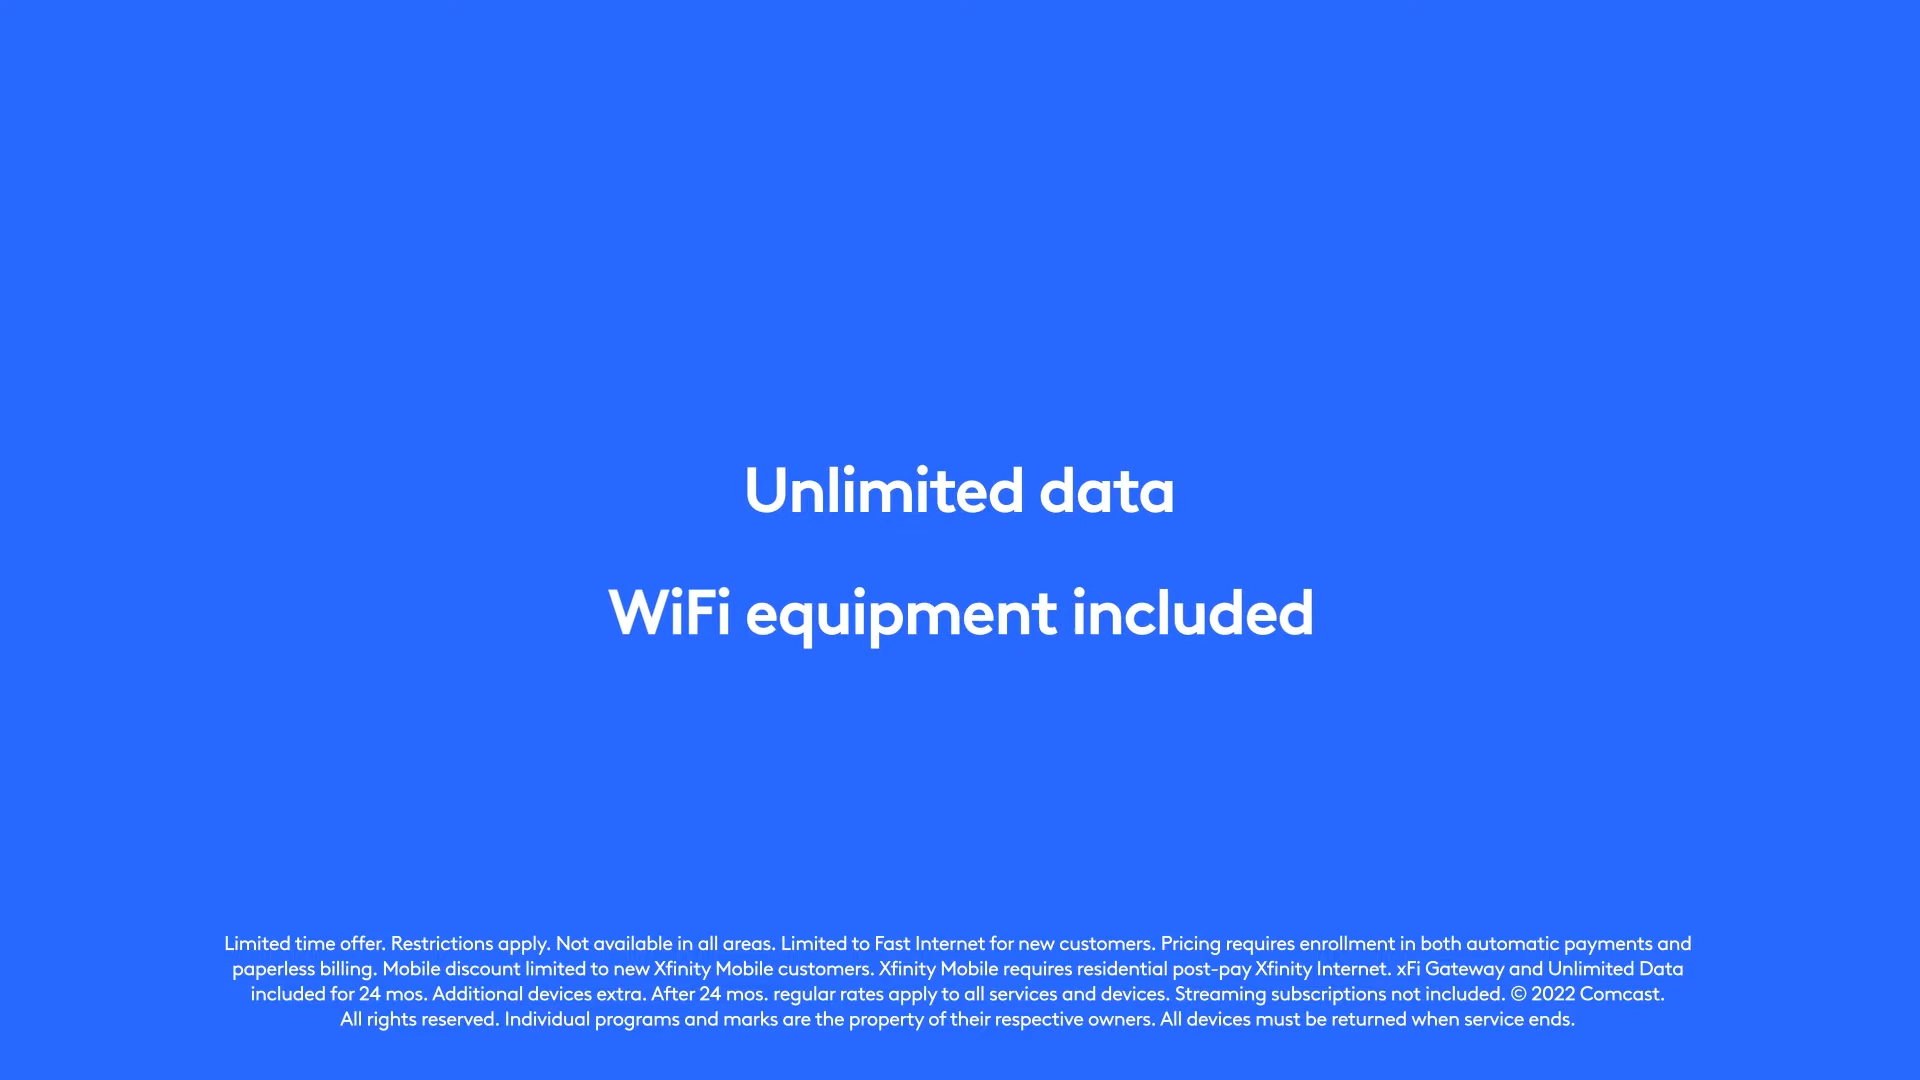 Unlimited data
WiFi equipment included
Limited time offer. Restrictions apply. Not available in all areas. Limited to Fast Internet for new customers. Pricing requires enrollment in both automatic payments and
paperless billing. Mobile discount limited to new Xfinity Mobile customers. Xfinity Mobile requires residential post-pay Xfinity Internet. xFi Gateway and Unlimited Data
included for 24 mos. Additional devices extra. After 24 mos. regular rates apply to all services and devices. Streaming subscriptions not included. © 2022 Comcast.
All rights reserved. Individual programs and marks are the property of their respective owners. All devices must be returned when service ends.